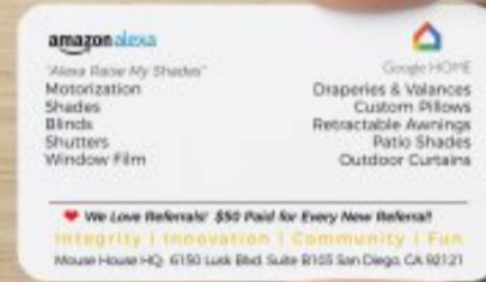 amazon alexa
"Alexa Raise My Shades"
Motorization
Shades
Blinds
Shutters
Window Film
Google HOME
Draperies & Valances
Custom Pillows
Retractable Awnings
Patio Shades
Outdoor Curtains
We Love Referrals! $50 Paid for Every New Referral!
Integrity | Innovation | Community | Fun
Mouse House HQ: 6150 Lusk Blvd. Suite B103 San Diego, CA 92121